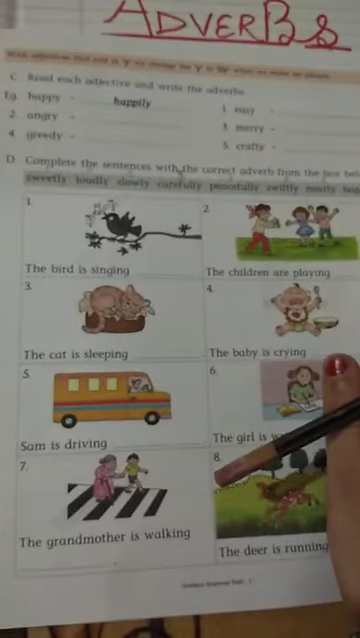 ADVERBS
C Read each adjective and write the adverbs
Eg. happy - happily
1. easy -
2. angry -
3. merry -
4. greedy -
5. crafty -
D Complete the sentences with the correct adverb from the box
sweetly loudly slowly carefully peacefully swiftly neatly
1.
2.
The bird is singing
The children are playing
3.
4.
The cat is sleeping
The baby is crying
5.
6.
Sam is driving
The girl is
7.
8.
The grandmother is walking
The deer is running